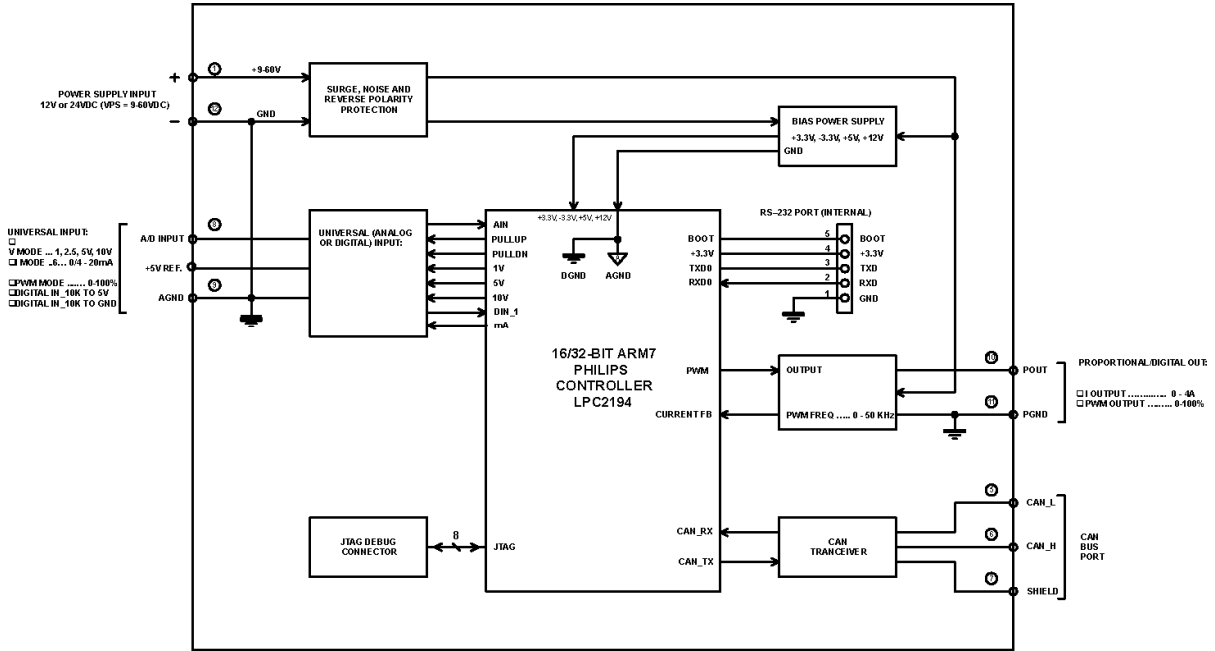 +
1
+9-60V
POWER SUPPLY INPUT
12V or 24VDC (VPS = 9-60VDC)
12
GND
–
SURGE, NOISE AND
REVERSE POLARITY
PROTECTION
BIAS POWER SUPPLY
+3.3V, -3.3V, +5V, +12V
GND
UNIVERSAL INPUT:
V MODE ... 1, 2.5, 5V, 10V
I MODE ..6... 0/4 - 20mA
PWM MODE ....... 0-100%
DIGITAL IN_10K TO 5V
DIGITAL IN_10K TO GND
8
A/D INPUT
+5V REF.
9
AGND
UNIVERSAL (ANALOG
OR DIGITAL) INPUT:
+3.3V, -3.3V, +5V, +12V
AIN
PULLUP
PULLDN
1V
5V
10V
DIN_1
mA
DGND
AGND
BOOT
+3.3V
TXD0
RXD0
RS–232 PORT (INTERNAL)
5
BOOT
4
+3.3V
3
TXD
2
RXD
1
GND
16/32-BIT ARM7
PHILIPS
CONTROLLER
LPC2194
PWM
CURRENT FB
OUTPUT
PWM FREQ ..... 0 - 50 KHz
10
POUT
11
PGND
PROPORTIONAL/DIGITAL OUT:
I OUTPUT .............. 0 - 4A
PWM OUTPUT ......... 0-100%
JTAG DEBUG
CONNECTOR
8
JTAG
CAN_RX
CAN_TX
CAN
TRANCEIVER
5
CAN_L
6
CAN_H
7
SHIELD
CAN
BUS
PORT